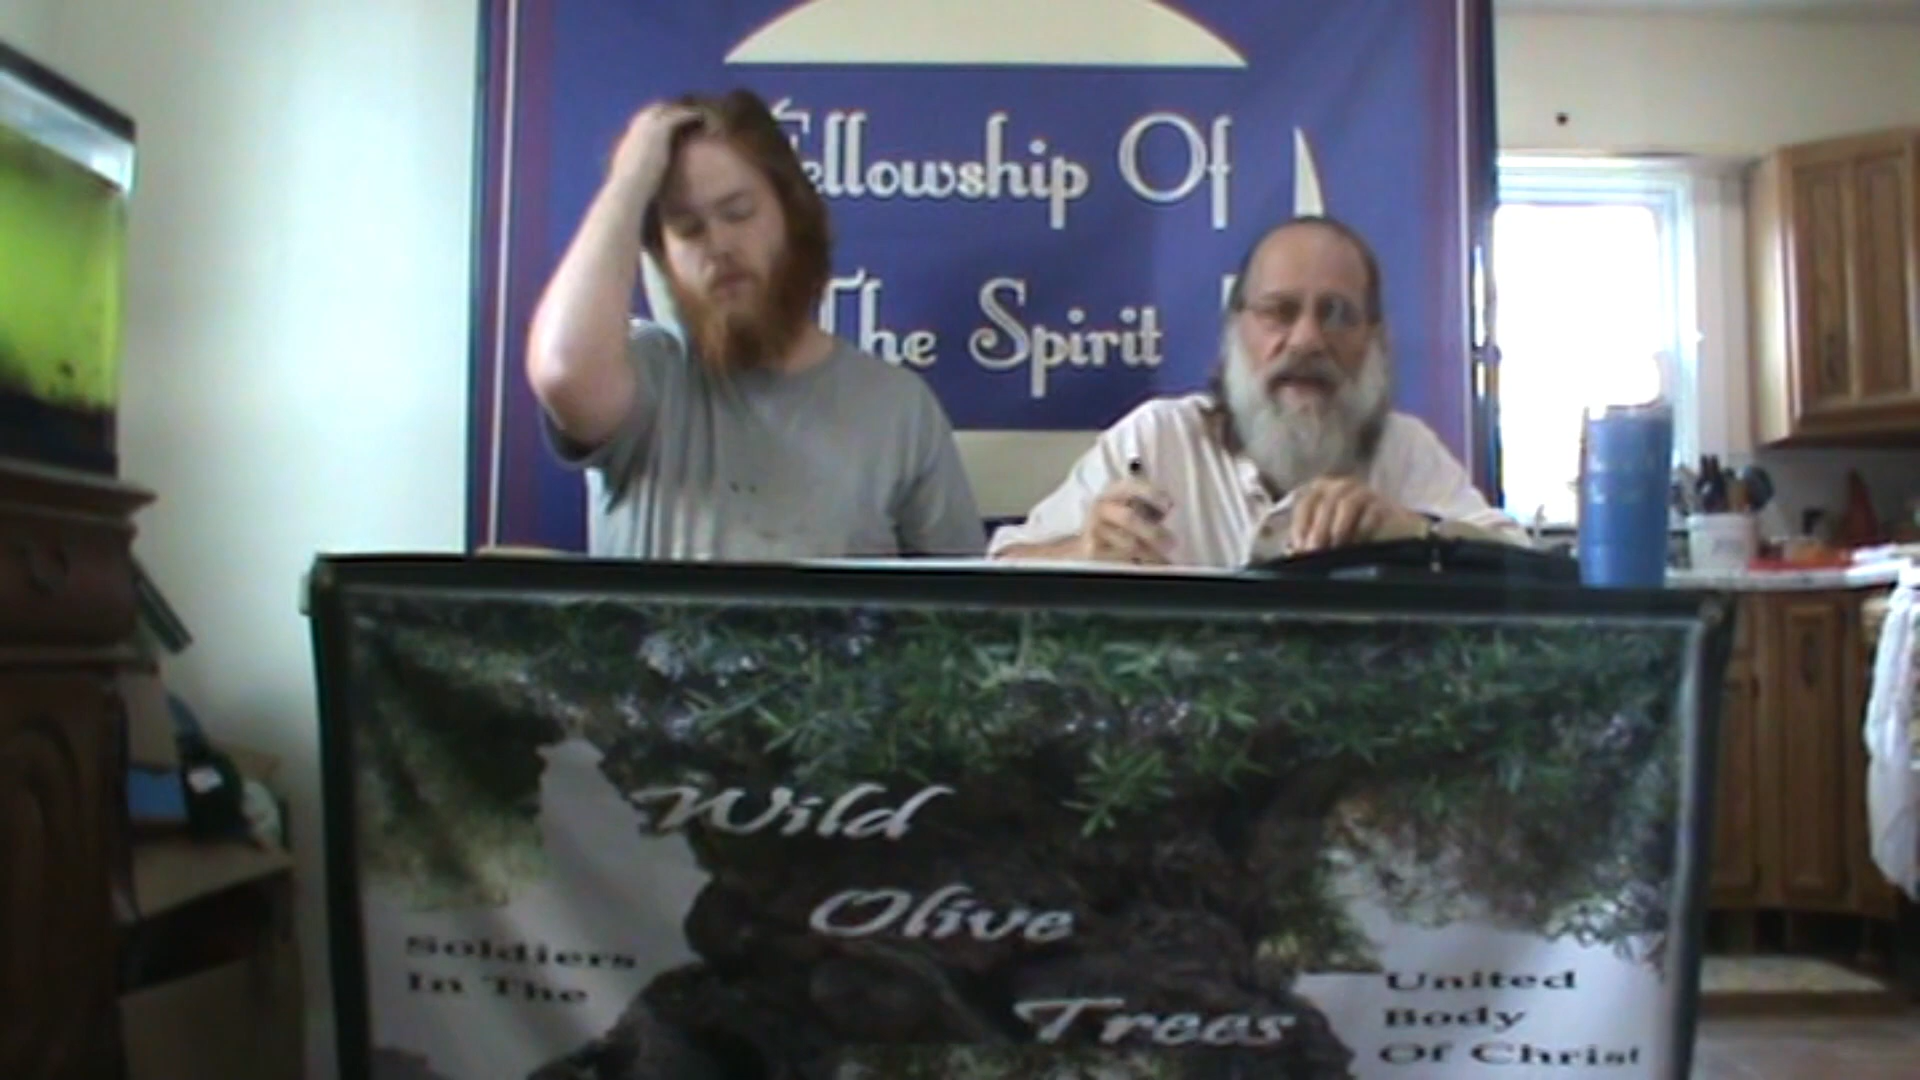 Fellowship Of
The Spirit
Wild
Olive
Trees
Soldiers
In The
United
Body
Of Christ